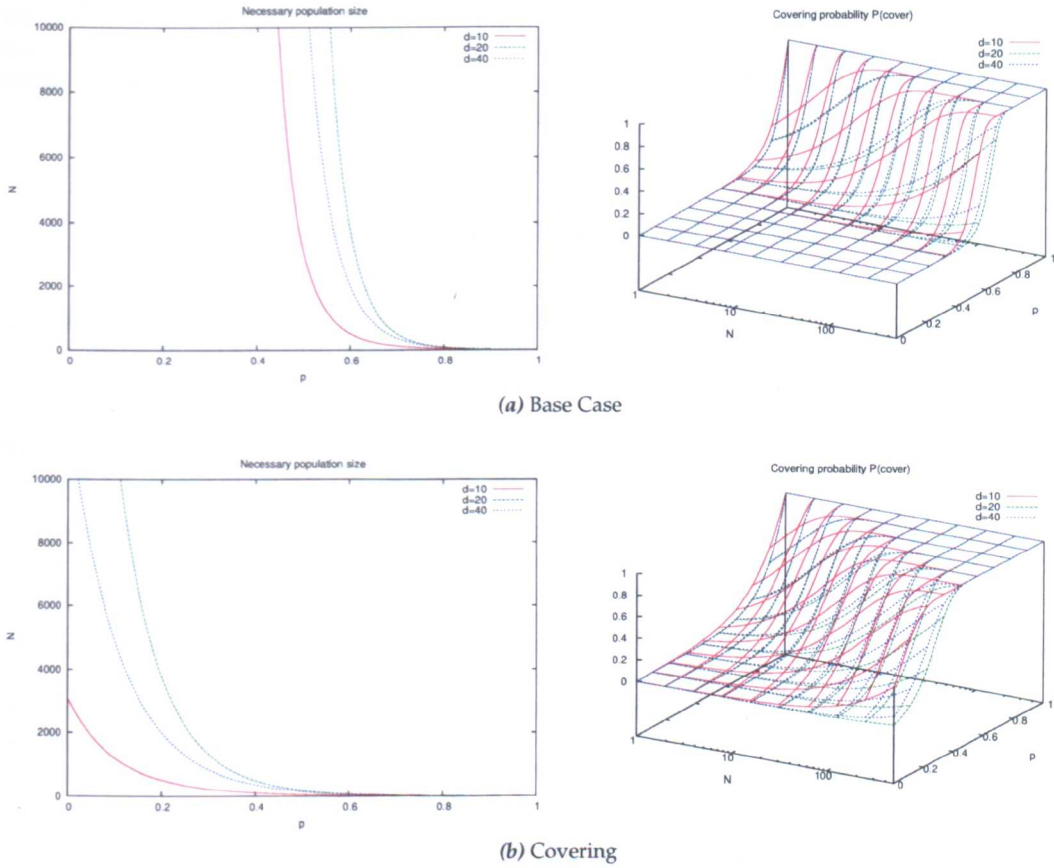 Necessary population size
10000
8000
6000
4000
2000
0
N
0
0.2
0.4
0.6
0.8
1
p
d=10
d=20
d=40
Covering probability P(cover)
d=10
d=20
d=40
1
0.8
0.6
0.4
0.2
0
1
10
100
N
0
0.2
0.4
0.6
0.8
1
p
(a) Base Case
Necessary population size
10000
8000
6000
4000
2000
0
N
0
0.2
0.4
0.6
0.8
1
p
d=10
d=20
d=40
Covering probability P(cover)
d=10
d=20
d=40
1
0.8
0.6
0.4
0.2
0
1
10
100
N
0
0.2
0.4
0.6
0.8
1
p
(b) Covering